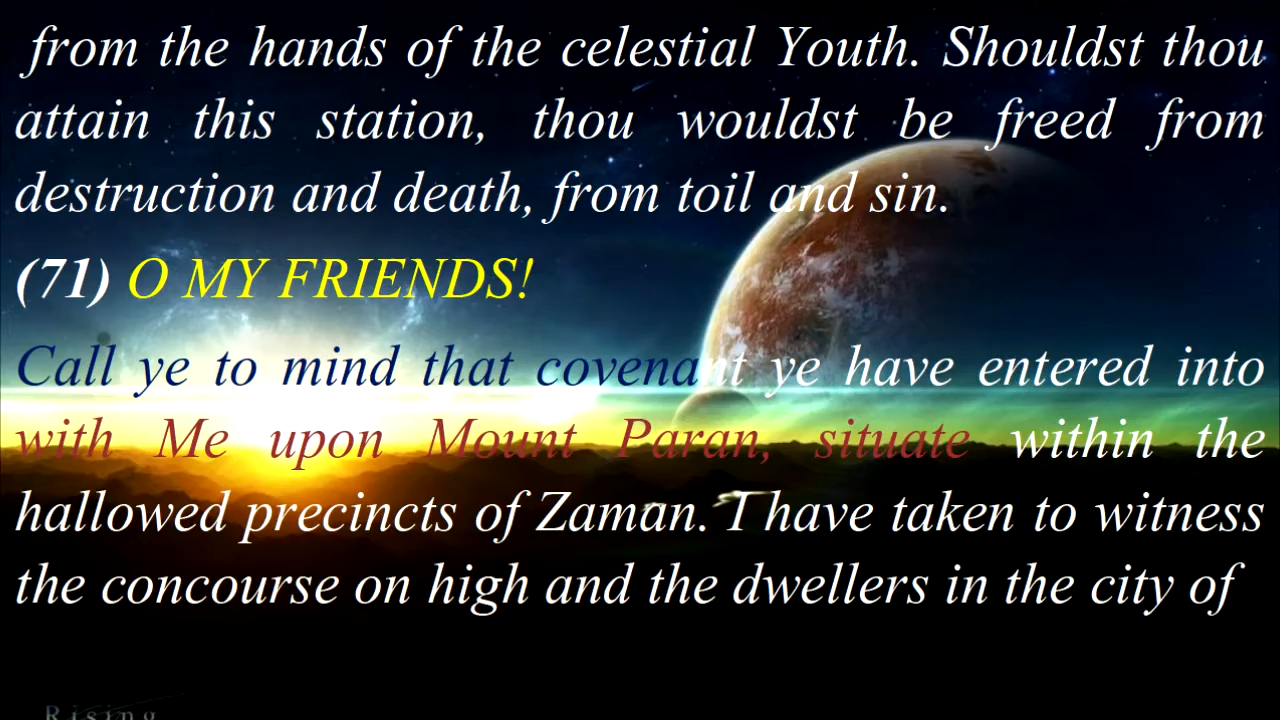 from the hands of the celestial Youth. Shouldst thou
attain this station, thou wouldst be freed from
destruction and death, from toil and sin.
(71) O MY FRIENDS!
Call ye to mind that covenant ye have entered into
with Me upon Mount Paran, situate within the
hallowed precincts of Zaman. I have taken to witness
the concourse on high and the dwellers in the city of
Rising